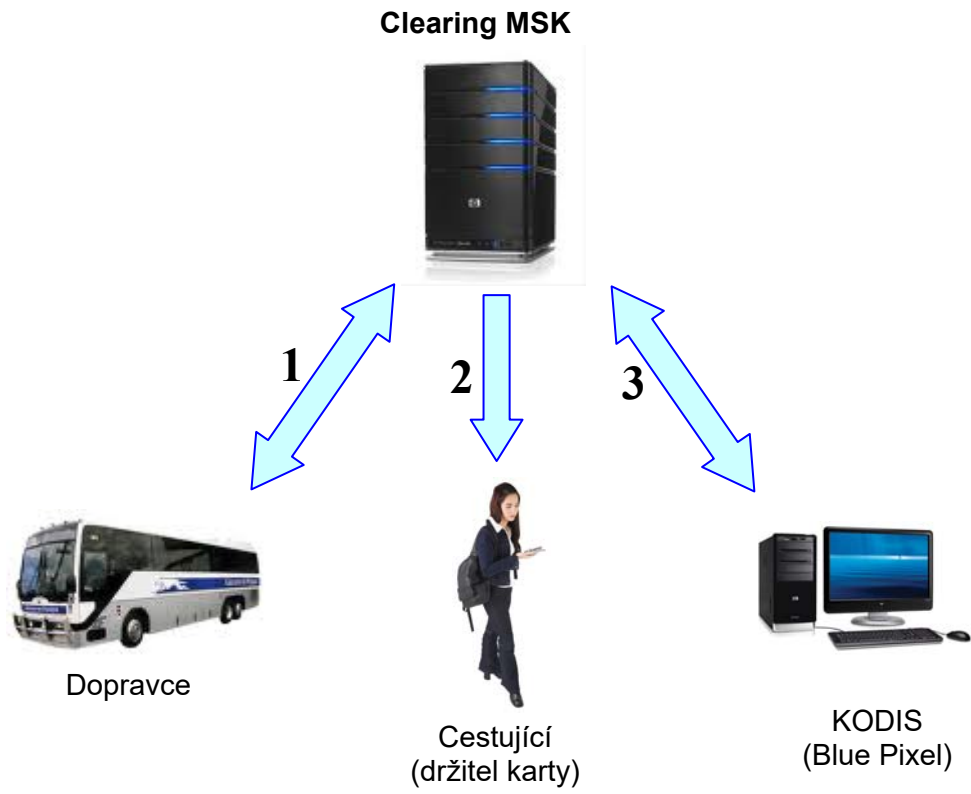 Clearing MSK
1
2
3
Dopravce
Cestující
(držitel karty)
KODIS
(Blue Pixel)